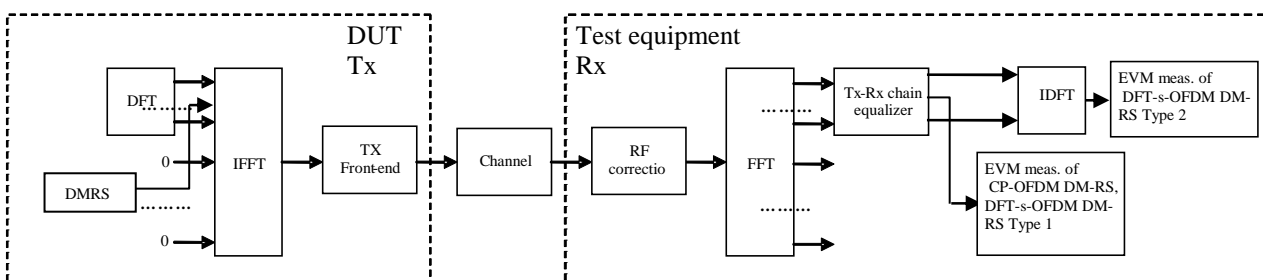 DUT
Tx
Test equipment
Rx
DFT
………
0
DMRS
………
0
IFFT
TX
Front-end
Channel
RF
correctio
FFT
………
………
Tx-Rx chain
equalizer
IDFT
EVM meas. of
DFT-s-OFDM DM-
RS Type 2
EVM meas. of
CP-OFDM DM-RS,
DFT-s-OFDM DM-
RS Type 1